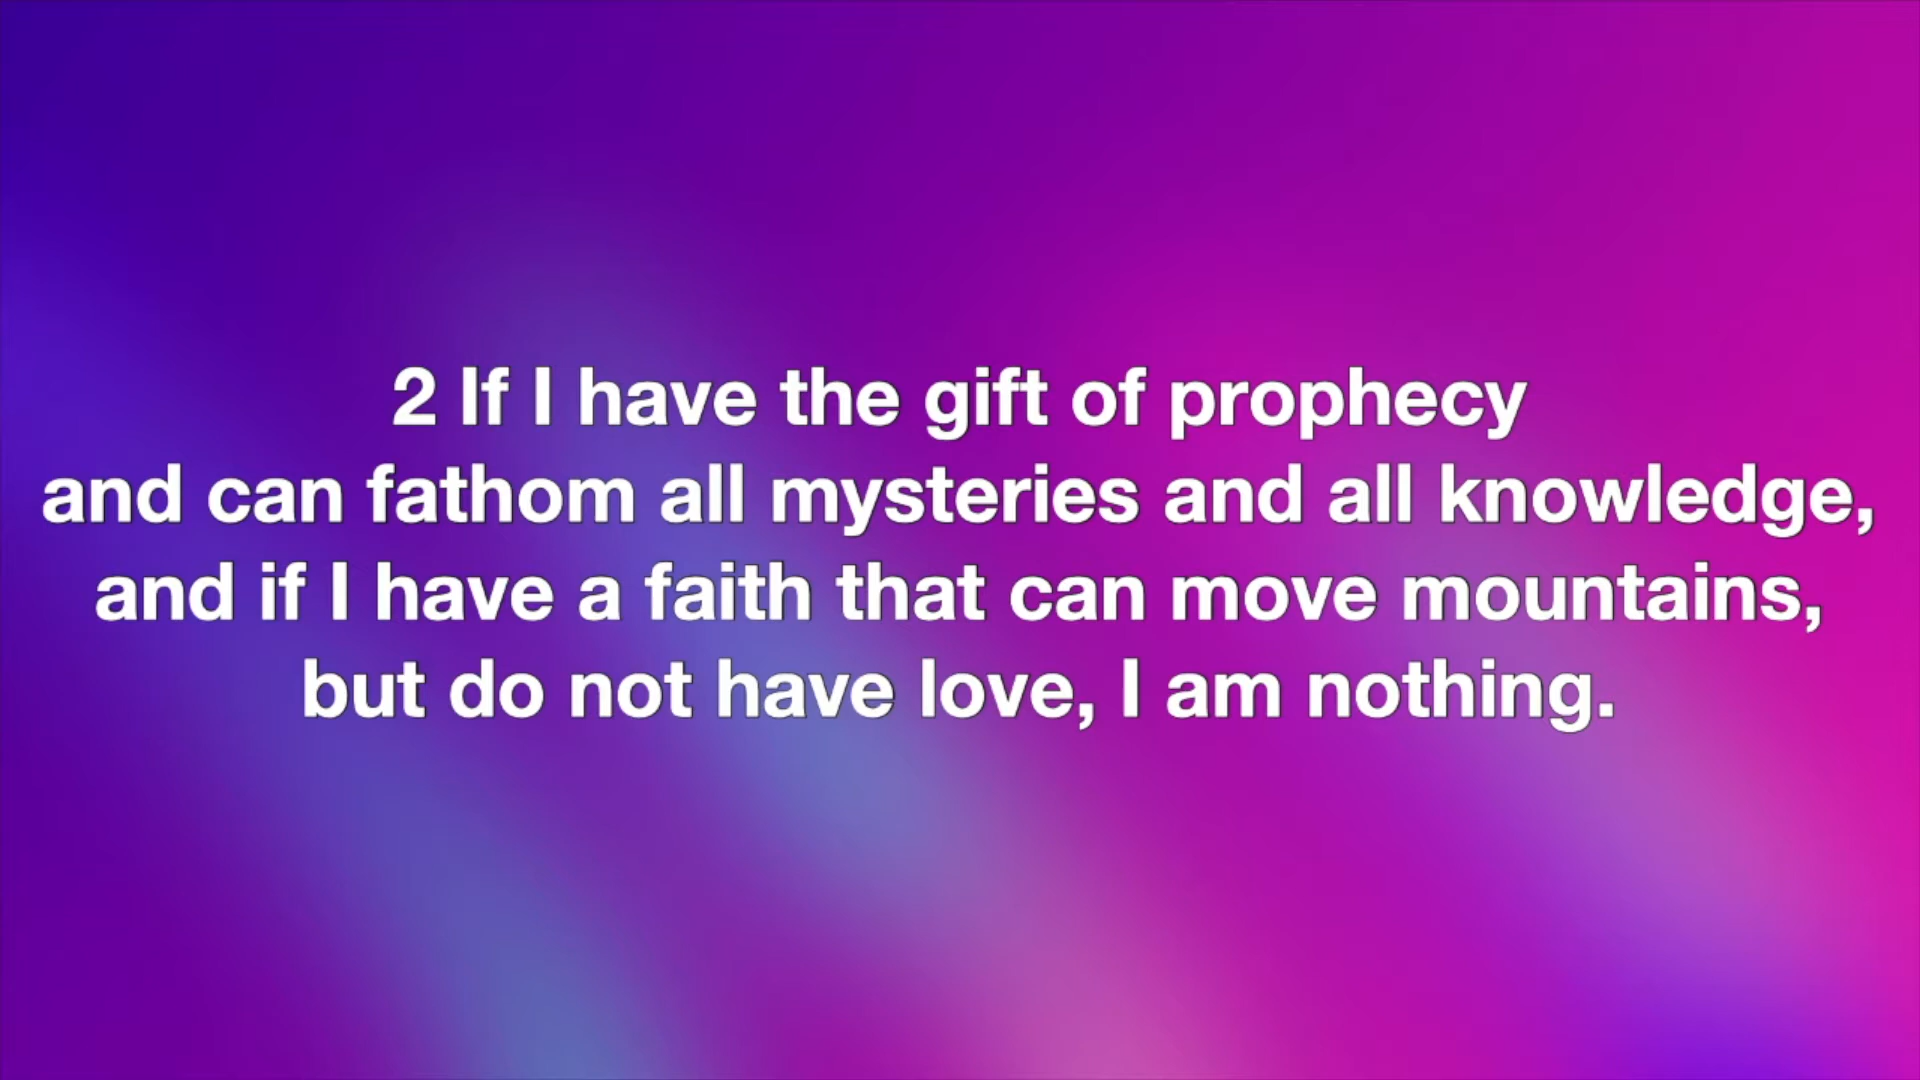 2 If I have the gift of prophecy
and can fathom all mysteries and all knowledge,
and if I have a faith that can move mountains,
but do not have love, I am nothing.